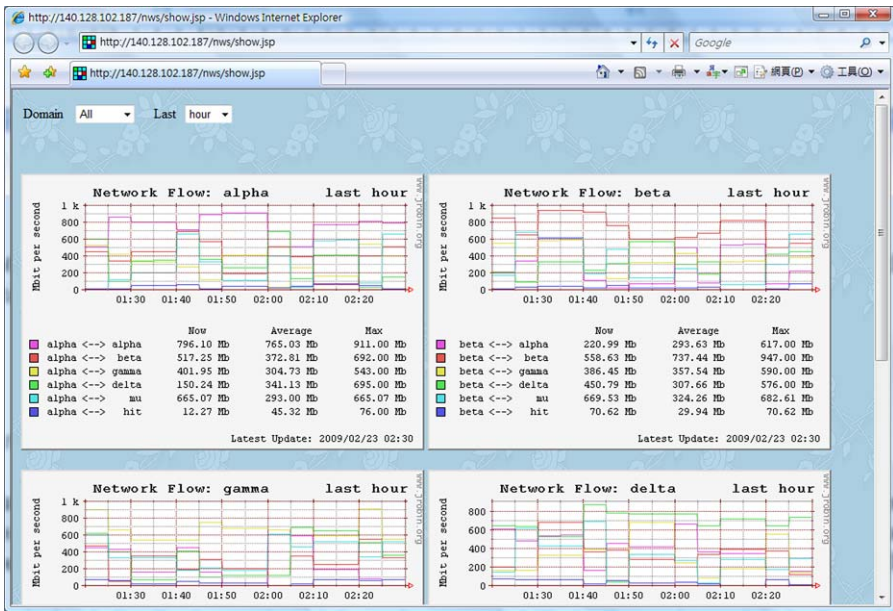 http://140.128.102.187/nws/show.jsp - Windows Internet Explorer
http://140.128.102.187/nws/show.jsp
Google
http://140.128.102.187/nws/show.jsp
網頁(P)
工具(O)
Domain All Last hour
Network Flow: alpha last hour
www.jrobin.org
Mbit per second
1 k
800
600
400
200
0
01:30 01:40 01:50 02:00 02:10 02:20
Now Average Max
alpha <--> alpha 796.10 Mb 765.03 Mb 911.00 Mb
alpha <--> beta 517.25 Mb 372.81 Mb 692.00 Mb
alpha <--> gamma 401.95 Mb 304.73 Mb 543.00 Mb
alpha <--> delta 150.24 Mb 341.13 Mb 695.00 Mb
alpha <--> mu 665.07 Mb 293.00 Mb 665.07 Mb
alpha <--> hit 12.27 Mb 45.32 Mb 76.00 Mb
Latest Update: 2009/02/23 02:30
Network Flow: beta last hour
www.jrobin.org
Mbit per second
1 k
800
600
400
200
0
01:30 01:40 01:50 02:00 02:10 02:20
Now Average Max
beta <--> alpha 220.99 Mb 293.63 Mb 617.00 Mb
beta <--> beta 558.63 Mb 737.44 Mb 947.00 Mb
beta <--> gamma 386.45 Mb 357.54 Mb 590.00 Mb
beta <--> delta 450.79 Mb 307.66 Mb 576.00 Mb
beta <--> mu 669.53 Mb 324.26 Mb 682.61 Mb
beta <--> hit 70.62 Mb 29.94 Mb 70.62 Mb
Latest Update: 2009/02/23 02:30
Network Flow: gamma last hour
www.jrobin.org
Mbit per second
1 k
800
600
400
200
0
01:30 01:40 01:50 02:00 02:10 02:20
Network Flow: delta last hour
www.jrobin.org
Mbit per second
800
600
400
200
0
01:30 01:40 01:50 02:00 02:10 02:20